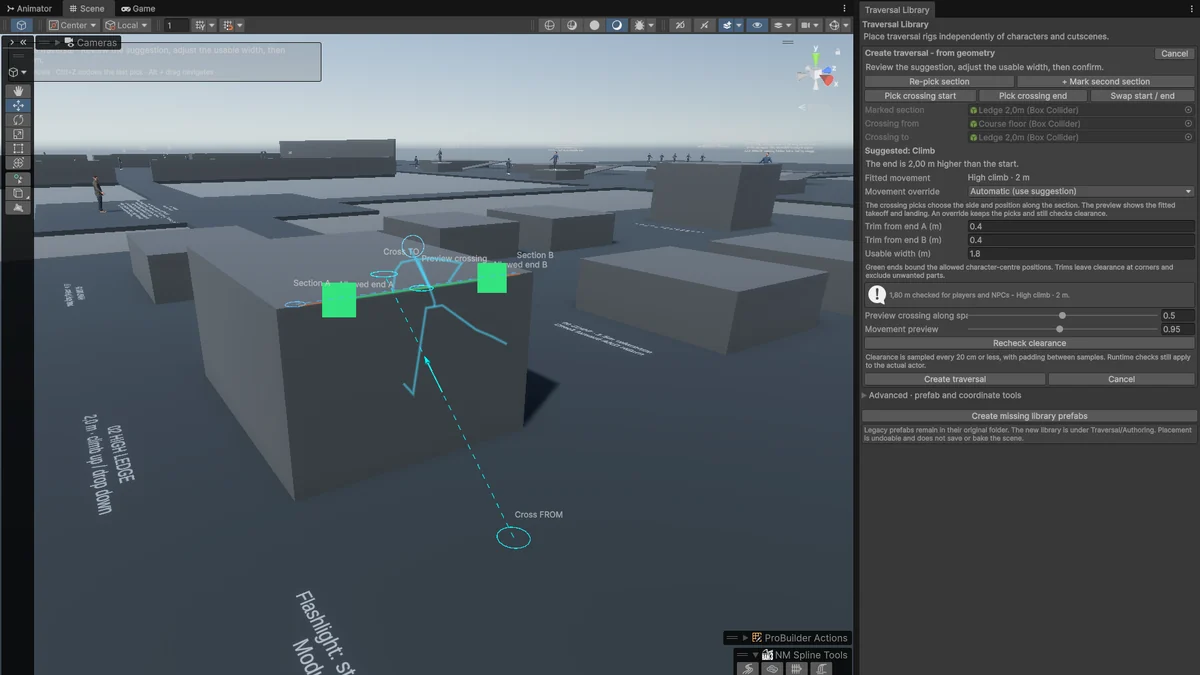 Animator
Scene
Game
Center
Local
1
2D
Cameras
adjust the usable width, then
y
z
Cross TO
Preview crossing
Section B
Allowed end B
Section A
Allowed end A
02 HIGH LEDGE
2,0 m · climb up / drop down
Cross FROM
Flashlight: st
Modu
ProBuilder Actions
NM Spline Tools
Traversal Library
Traversal Library
Place traversal rigs independently of characters and cutscenes.
Create traversal - from geometry
Cancel
Review the suggestion, adjust the usable width, then confirm.
Re-pick section
+ Mark second section
Pick crossing start
Pick crossing end
Swap start / end
Marked section
Ledge 2,0m (Box Collider)
Crossing from
Course floor (Box Collider)
Crossing to
Ledge 2,0m (Box Collider)
Suggested: Climb
The end is 2,00 m higher than the start.
Fitted movement
High climb · 2 m
Movement override
Automatic (use suggestion)
The crossing picks choose the side and position along the section. The preview shows the fitted
takeoff and landing. An override keeps the picks and still checks clearance.
Trim from end A (m)
0.4
Trim from end B (m)
0.4
Usable width (m)
1.8
Green ends bound the allowed character-centre positions. Trims leave clearance at corners and
exclude unwanted parts.
1,80 m checked for players and NPCs - High climb · 2 m.
Preview crossing along spa
0.5
Movement preview
0.95
Recheck clearance
Clearance is sampled every 20 cm or less, with padding between samples. Runtime checks still apply
to the actual actor.
Create traversal
Cancel
Advanced · prefab and coordinate tools
Create missing library prefabs
Legacy prefabs remain in their original folder. The new library is under Traversal/Authoring. Placement
is undoable and does not save or bake the scene.